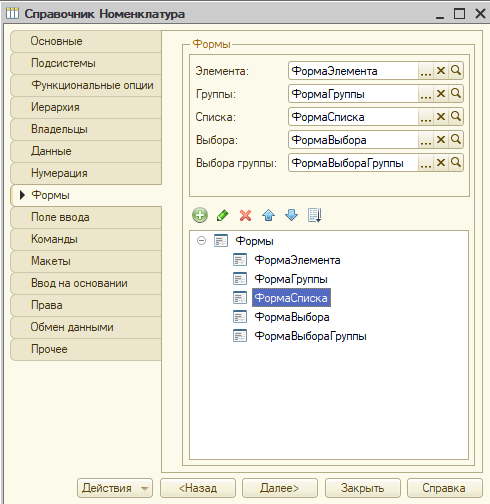 Справочник Номенклатура
Основные
Подсистемы
Функциональные опции
Иерархия
Владельцы
Данные
Нумерация
Формы
Поле ввода
Команды
Макеты
Ввод на основании
Права
Обмен данными
Прочее
Формы
Элемента: ФормаЭлемента ...
Группы: ФормаГруппы ...
Списка: ФормаСписка ...
Выбора: ФормаВыбора ...
Выбора группы: ФормаВыбораГруппы ...
Формы
ФормаЭлемента
ФормаГруппы
ФормаСписка
ФормаВыбора
ФормаВыбораГруппы
Действия <Назад Далее> Закрыть Справка